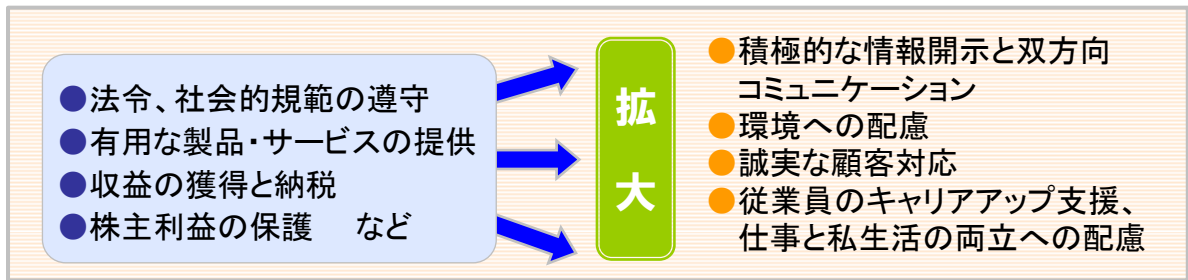 ●法令、社会的規範の遵守
●有用な製品・サービスの提供
●収益の獲得と納税
●株主利益の保護　など
拡
大
●積極的な情報開示と双方向
コミュニケーション
●環境への配慮
●誠実な顧客対応
●従業員のキャリアアップ支援、
仕事と私生活の両立への配慮